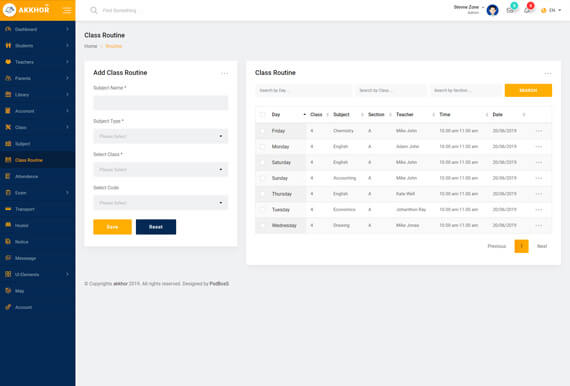 AKKHOR
Find Something
Stevne Zone
Admin
EN
Dashboard
Students
Teachers
Parents
Library
Acconunt
Class
Subject
Class Routine
Attendence
Exam
Transport
Hostel
Notice
Messeage
UI Elements
Map
Account
Class Routine
Home
Routine
Add Class Routine
...
Subject Name *
Subject Type *
Please Select
Select Class *
Please Select
Select Code
Please Select
Save Reset
Class Routine
...
Search by Day ...
Search by Class ...
Search by Section ...
SEARCH
Day Class Subject Section Teacher Time Date
Friday 4 Chemistry A Mike John 10.00 am-11.00 am 20/06/2019 ...
Monday 4 English A Adam John 10.00 am-11.00 am 20/06/2019 ...
Saturday 4 English A Mike John 10.00 am-11.00 am 20/06/2019 ...
Sunday 4 Accounting A Mike John 10.00 am-11.00 am 20/06/2019 ...
Thursday 4 English A Kate Well 10.00 am-11.00 am 20/06/2019 ...
Tuesday 4 Economics A Johanthon Ray 10.00 am-11.00 am 20/06/2019 ...
Wednesday 4 Drawing A Mike Jones 10.00 am-11.00 am 20/06/2019 ...
Previous 1 Next
© Copyrights akkhor 2019. All rights reserved. Designed by PsdBosS